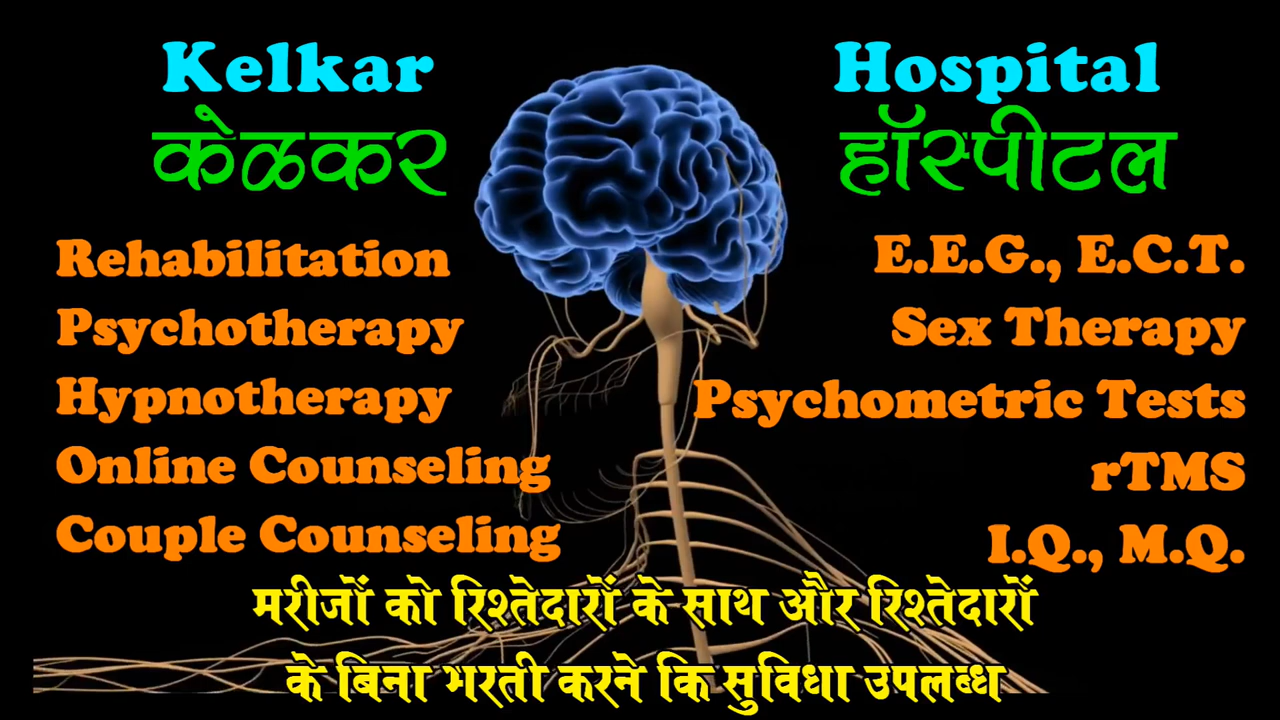 Kelkar Hospital
केळकर हॉस्पीटल
Rehabilitation
Psychotherapy
Hypnotherapy
Online Counseling
Couple Counseling
E.E.G., E.C.T.
Sex Therapy
Psychometric Tests
rTMS
I.Q., M.Q.
मरीजों को रिश्तेदारों के साथ और रिश्तेदारों
के बिना भरती करने कि सुविधा उपलब्ध